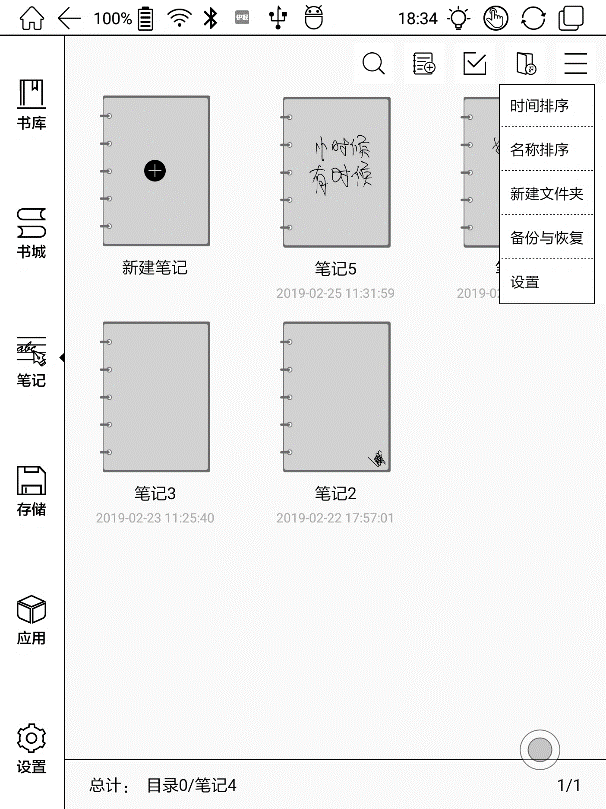 100%
18:34
书库
书城
笔记
存储
应用
设置
时间排序
名称排序
新建文件夹
备份与恢复
设置
小时候
有时候
新建笔记
笔记5
2019-02-25 11:31:59
2019-0
笔记3
2019-02-23 11:25:40
笔记2
2019-02-22 17:57:01
总计： 目录0/笔记4
1/1